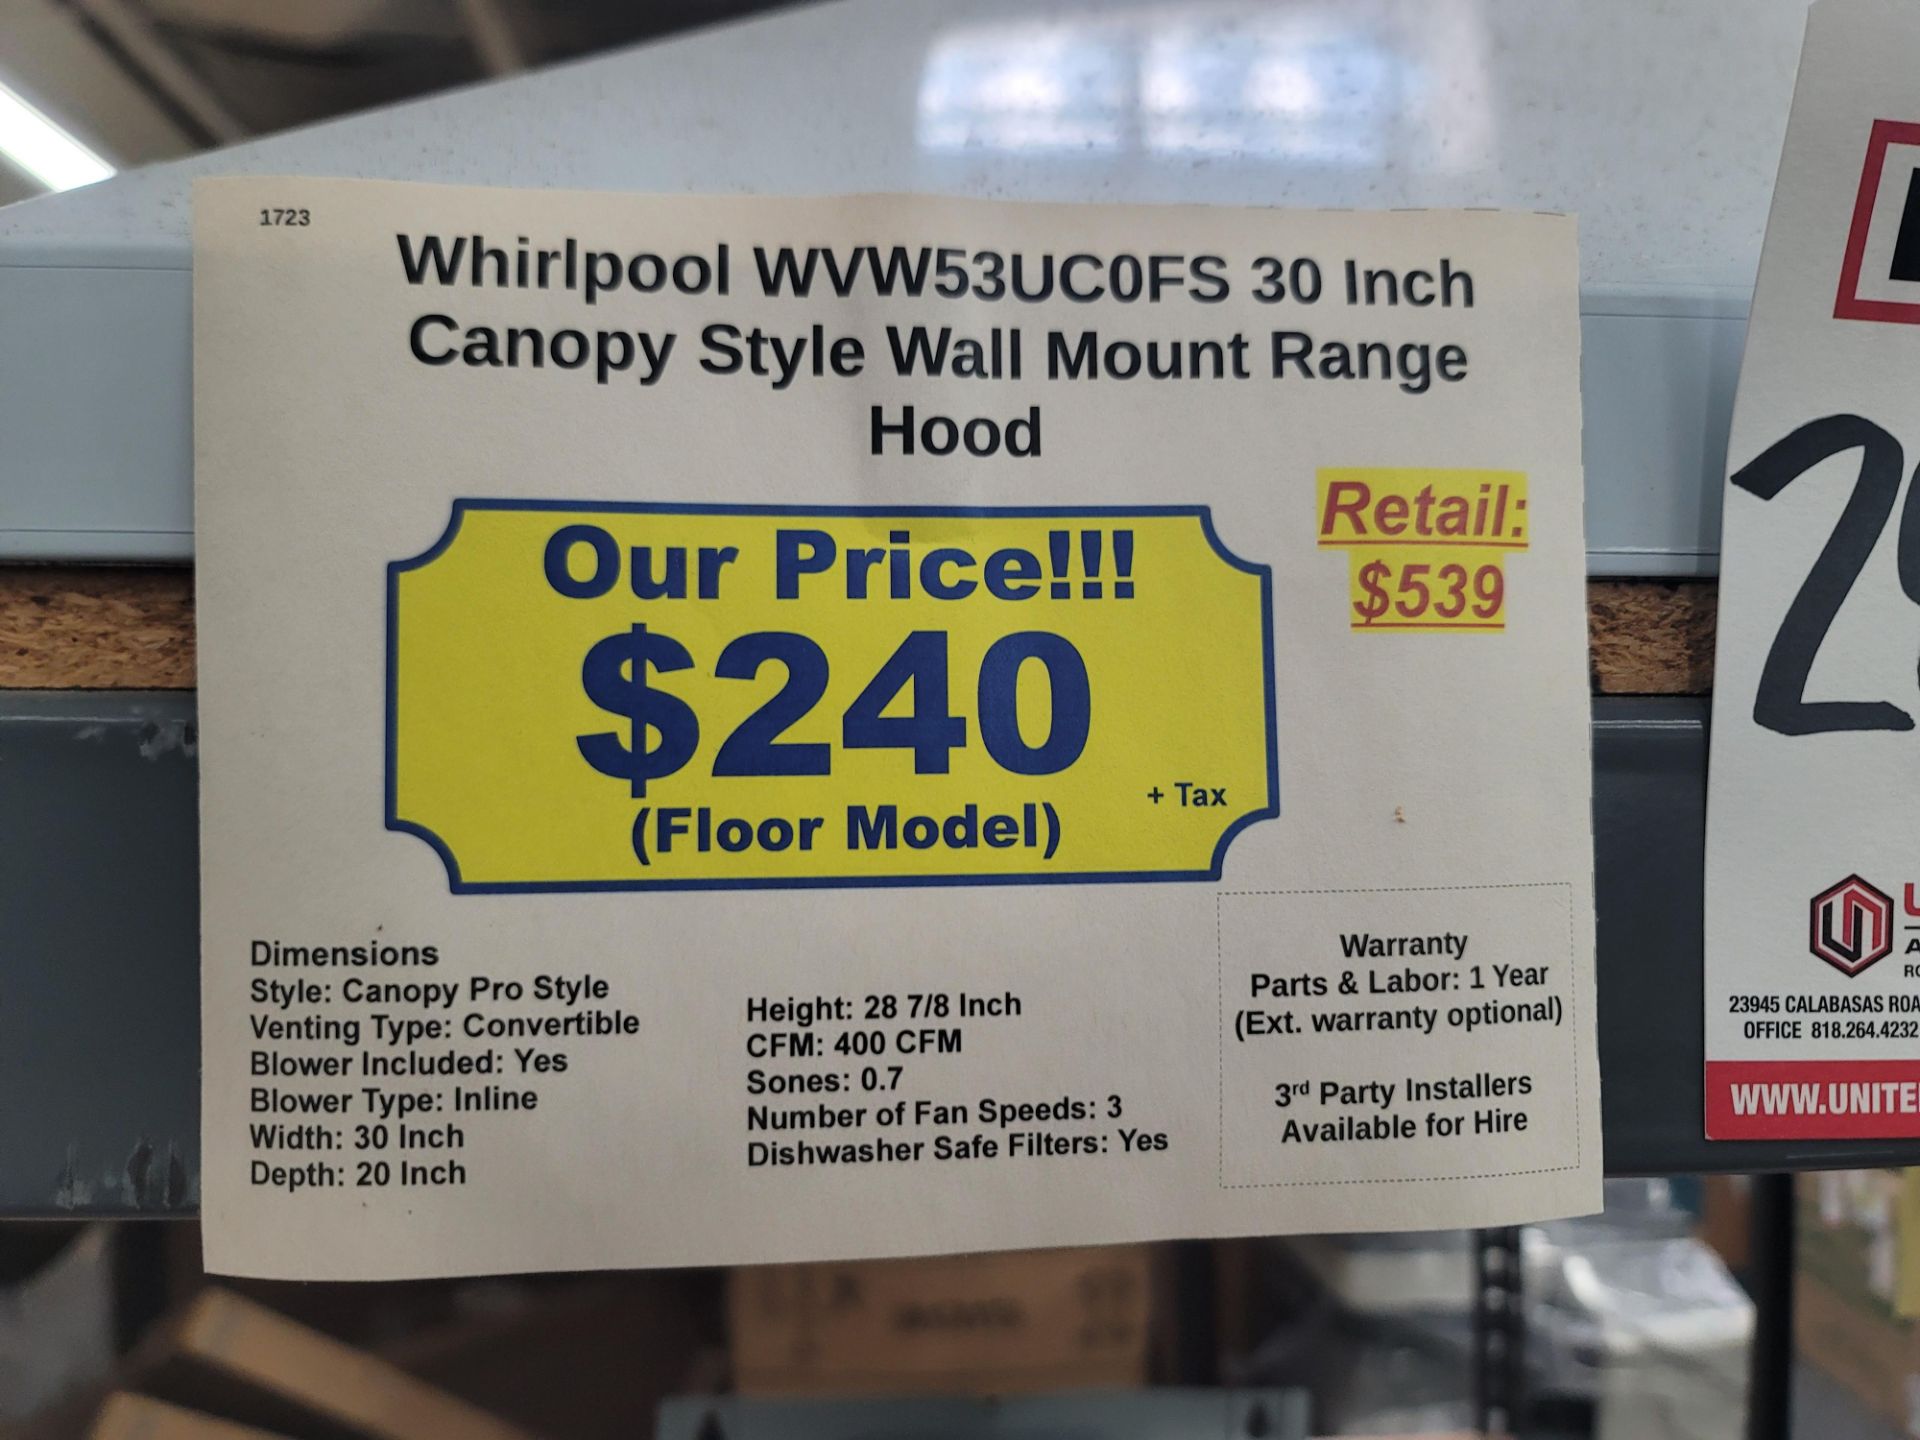 1723
Whirlpool WVW53UC0FS 30 Inch
Canopy Style Wall Mount Range
Hood
Retail:
$539
Our Price!!!
$240
+ Tax
(Floor Model)
Dimensions
Style: Canopy Pro Style
Venting Type: Convertible
Blower Included: Yes
Blower Type: Inline
Width: 30 Inch
Depth: 20 Inch
Height: 28 7/8 Inch
CFM: 400 CFM
Sones: 0.7
Number of Fan Speeds: 3
Dishwasher Safe Filters: Yes
Warranty
Parts & Labor: 1 Year
(Ext. warranty optional)
3rd Party Installers
Available for Hire
2
23945 CALABASAS ROA
OFFICE 818.264.4232
WWW.UNITE